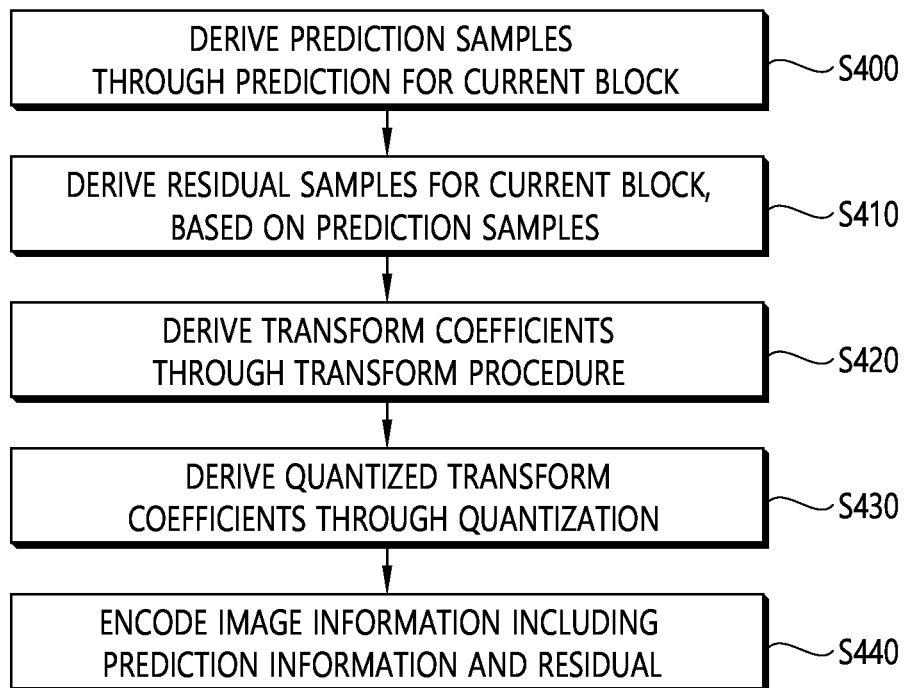 DERIVE PREDICTION SAMPLES
THROUGH PREDICTION FOR CURRENT BLOCK
S400
DERIVE RESIDUAL SAMPLES FOR CURRENT BLOCK,
BASED ON PREDICTION SAMPLES
S410
DERIVE TRANSFORM COEFFICIENTS
THROUGH TRANSFORM PROCEDURE
S420
DERIVE QUANTIZED TRANSFORM
COEFFICIENTS THROUGH QUANTIZATION
S430
ENCODE IMAGE INFORMATION INCLUDING
PREDICTION INFORMATION AND RESIDUAL
S440